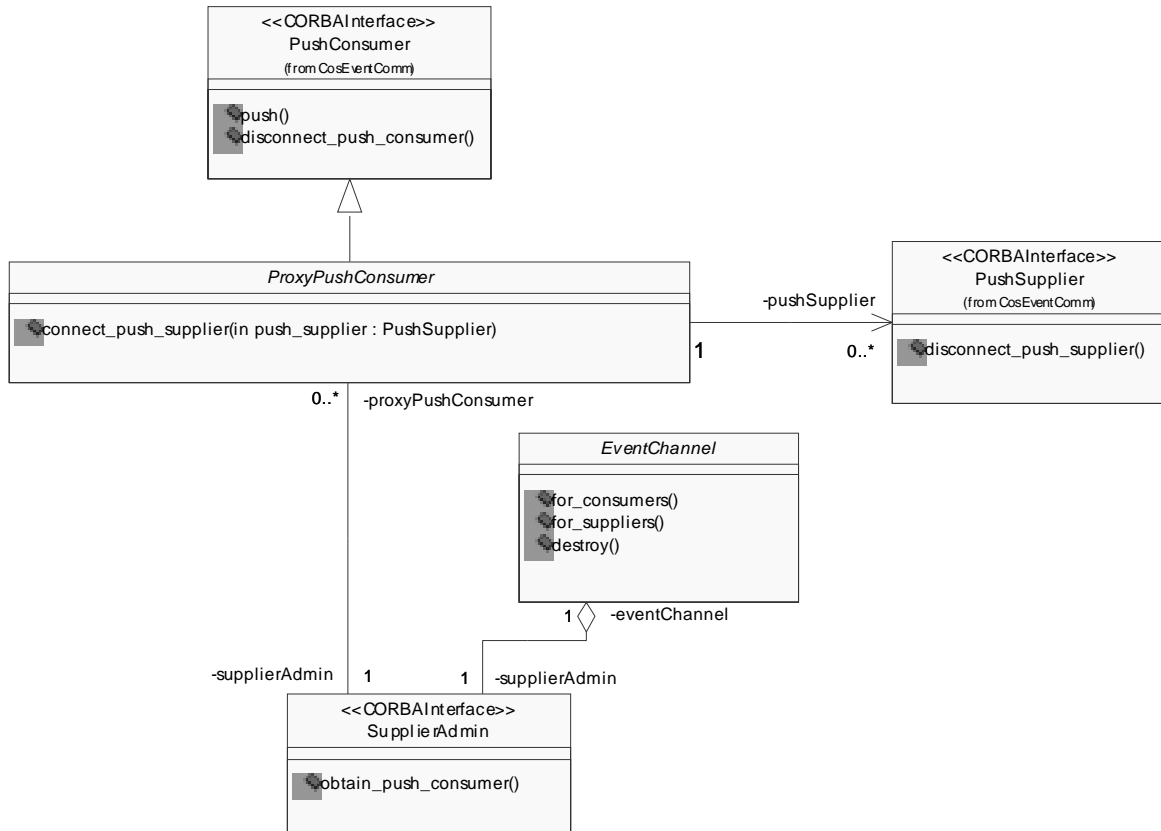 <<CORBAInterface>>
PushConsumer
(from CosEventComm)
push()
disconnect_push_consumer()
ProxyPushConsumer
connect_push_supplier(in push_supplier : PushSupplier)
<<CORBAInterface>>
PushSupplier
(from CosEventComm)
disconnect_push_supplier()
-pushSupplier
1
0..*
0..*
-proxyPushConsumer
EventChannel
for_consumers()
for_suppliers()
destroy()
1
-eventChannel
-supplierAdmin
1
1
-supplierAdmin
<<CORBAInterface>>
SupplierAdmin
obtain_push_consumer()